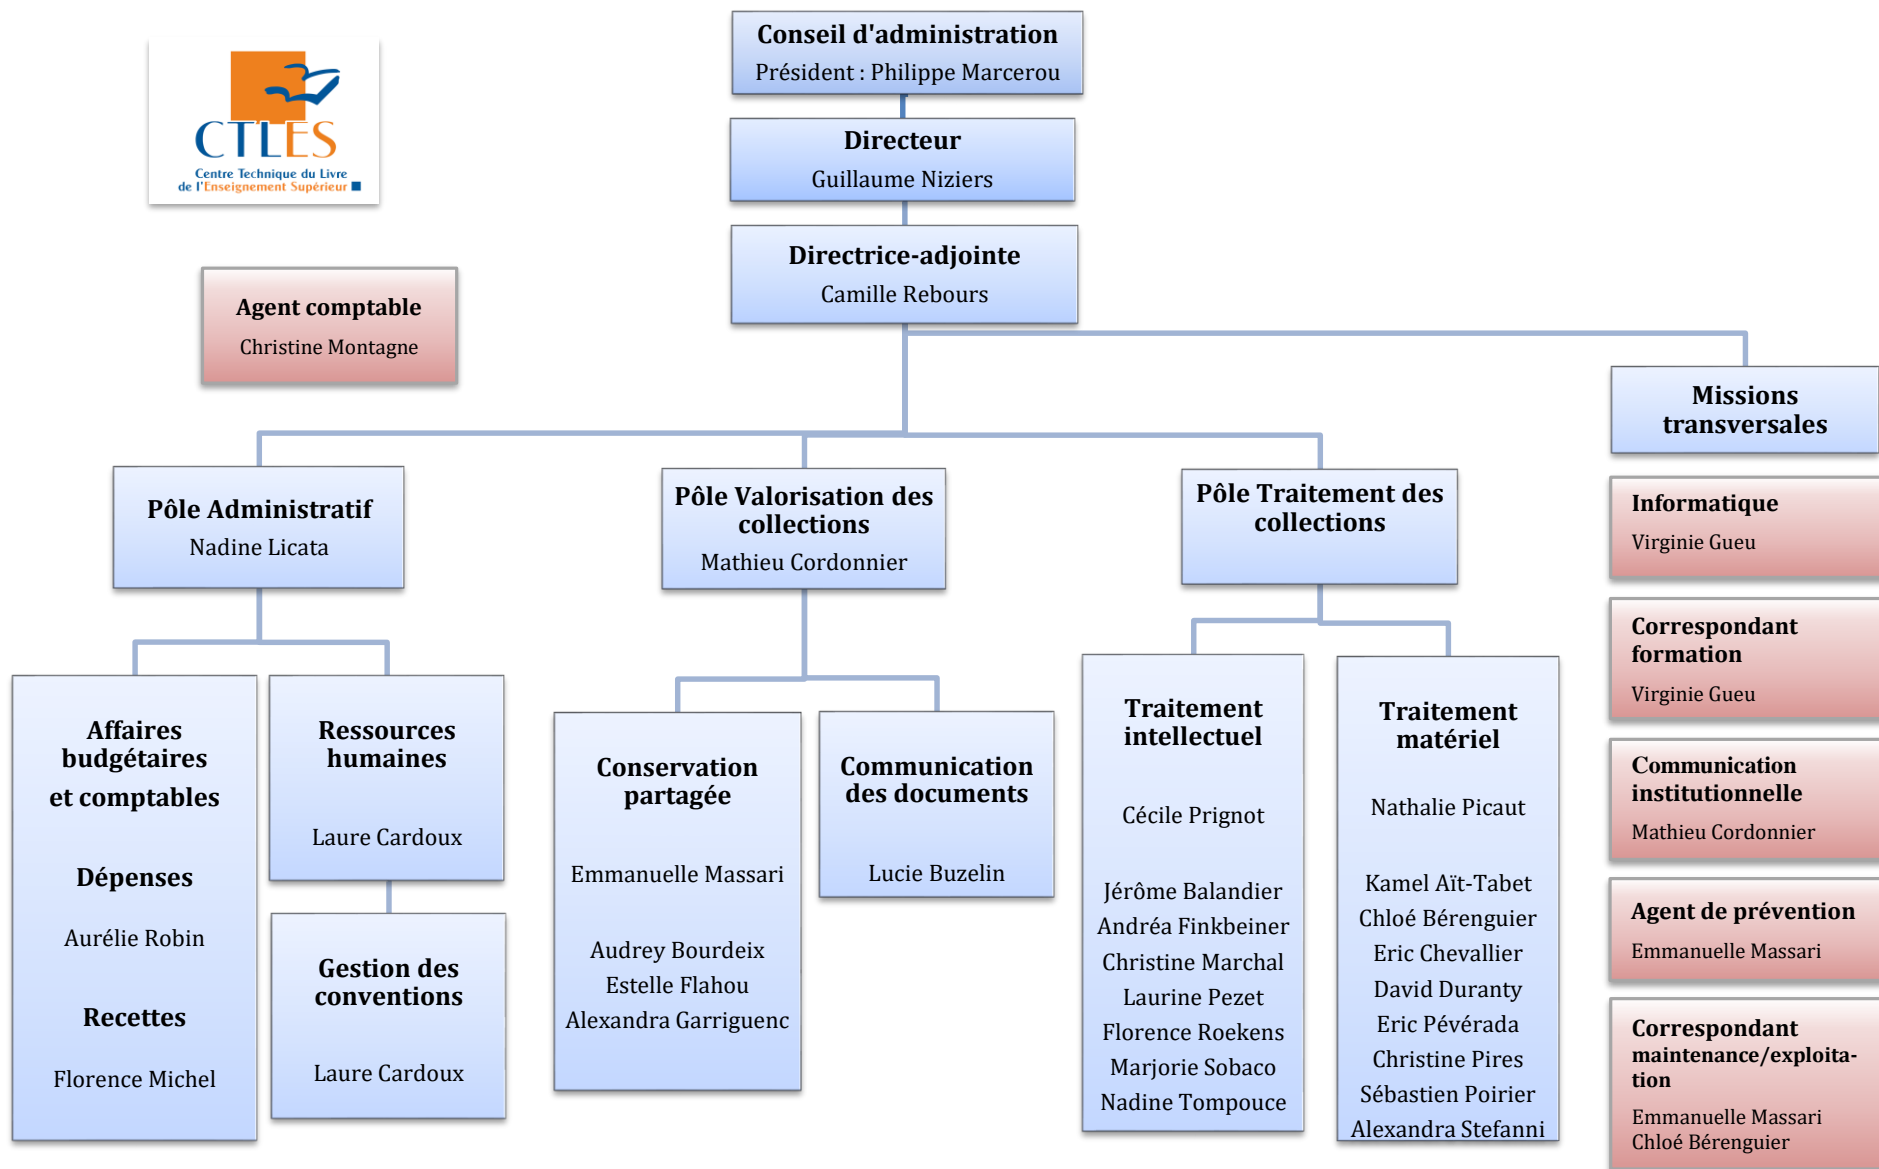 Conseil d'administration
Président : Philippe Marcerou
CTLES
Centre Technique du Livre
de l'Enseignement Supérieur
Directeur
Guillaume Niziers
Directrice-adjointe
Camille Rebours
Agent comptable
Christine Montagne
Pôle Administratif
Nadine Licata
Affaires
budgétaires
et comptables
Dépenses
Aurélie Robin
Recettes
Florence Michel
Ressources
humaines
Laure Cardoux
Gestion des
conventions
Laure Cardoux
Pôle Valorisation des
collections
Mathieu Cordonnier
Conservation
partagée
Emmanuelle Massari
Audrey Bourdeix
Estelle Flahou
Alexandra Garriguenc
Communication
des documents
Lucie Buzelin
Pôle Traitement des
collections
Traitement
intellectuel
Cécile Prignot
Jérôme Balandier
Andréa Finkbeiner
Christine Marchal
Laurine Pezet
Florence Roekens
Marjorie Sobaco
Nadine Tompouce
Traitement
matériel
Nathalie Picaut
Kamel Aït-Tabet
Chloé Bérenguier
Eric Chevallier
David Duranty
Eric Pévérada
Christine Pires
Sébastien Poirier
Alexandra Stefanni
Missions
transversales
Informatique
Virginie Gueu
Correspondant
formation
Virginie Gueu
Communication
institutionnelle
Mathieu Cordonnier
Agent de prévention
Emmanuelle Massari
Correspondant
maintenance/exploita-
tion
Emmanuelle Massari
Chloé Bérenguier